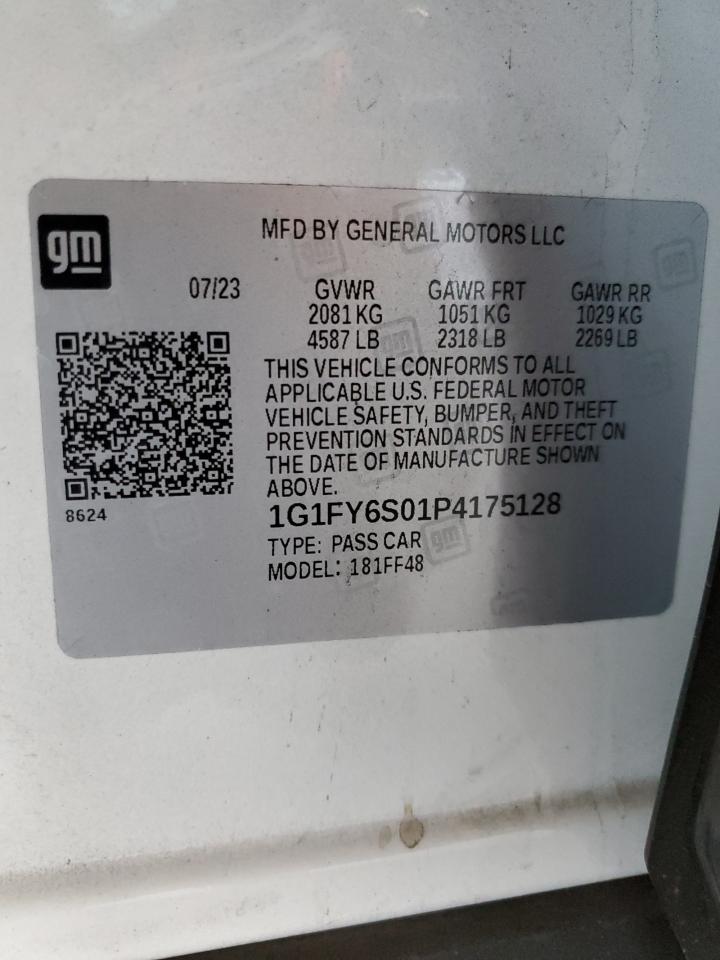 gm
MFD BY GENERAL MOTORS LLC
07/23 GVWR GAWR FRT GAWR RR
2081 KG 1051 KG 1029 KG
4587 LB 2318 LB 2269 LB
THIS VEHICLE CONFORMS TO ALL
APPLICABLE U.S. FEDERAL MOTOR
VEHICLE SAFETY, BUMPER, AND THEFT
PREVENTION STANDARDS IN EFFECT ON
THE DATE OF MANUFACTURE SHOWN
ABOVE.
8624
1G1FY6S01P4175128
TYPE: PASS CAR
MODEL: 181FF48